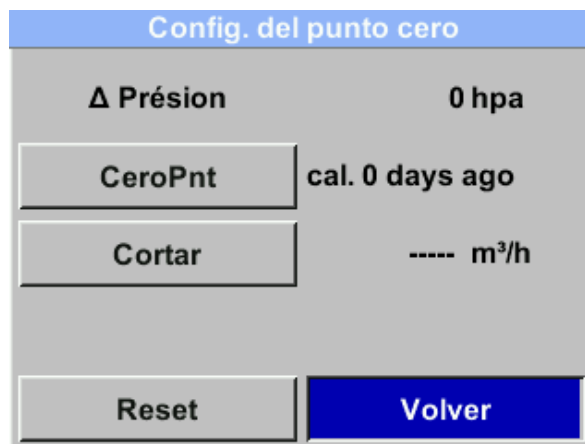 Config. del punto cero
Δ Présion 0 hpa
CeroPnt cal. 0 days ago
Cortar ----- m³/h
Reset Volver